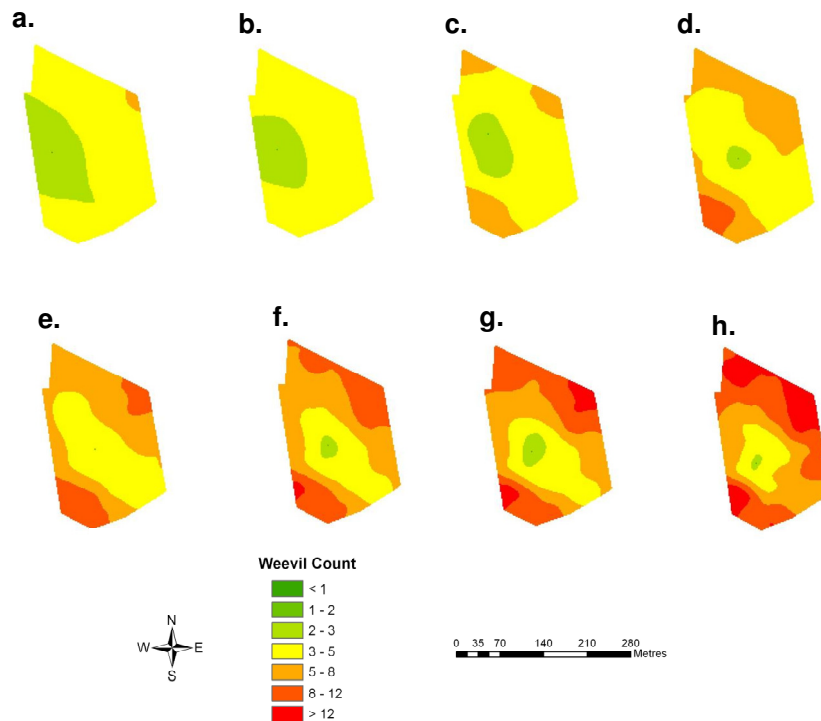 a.
b.
c.
d.
e.
f.
g.
h.
Weevil Count
< 1
1 - 2
2 - 3
3 - 5
5 - 8
8 - 12
> 12
N
W E
S
0 35 70 140 210 280
Metres